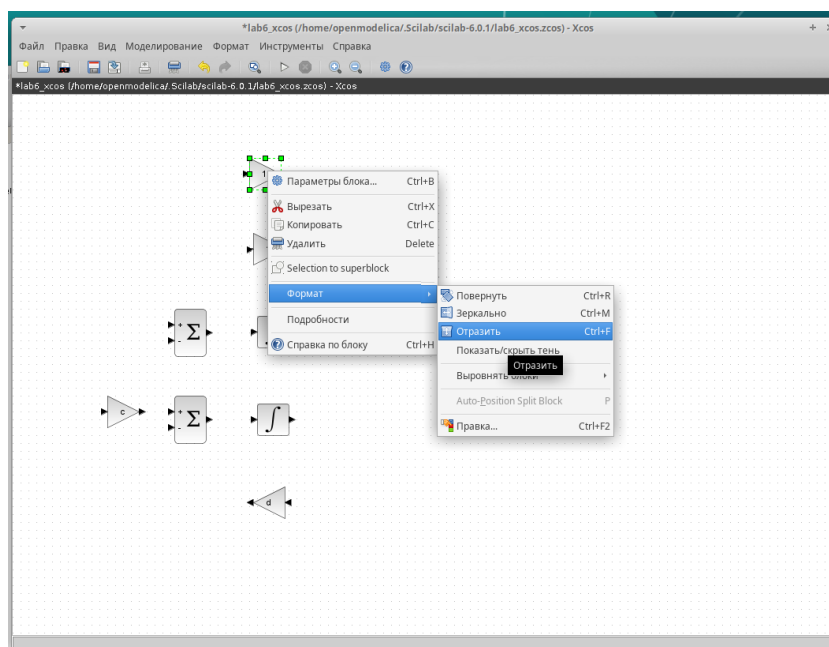 *lab6_xcos (/home/openmodelica/.Scilab/scilab-6.0.1/lab6_xcos.zcos) - Xcos
Файл Правка Вид Моделирование Формат Инструменты Справка
*lab6_xcos (/home/openmodelica/.Scilab/scilab-6.0.1/lab6_xcos.zcos) - Xcos
1
Параметры блока... Ctrl+B
Вырезать Ctrl+X
Копировать Ctrl+C
Удалить Delete
Selection to superblock
Формат
Подробности
Справка по блоку Ctrl+H
Повернуть Ctrl+R
Зеркально Ctrl+M
Отразить Ctrl+F
Показать/скрыть тень
Отразить
Выровнять блоки
Auto-Position Split Block P
Правка... Ctrl+F2
+
Σ
-
c
+
Σ
-
∫
d